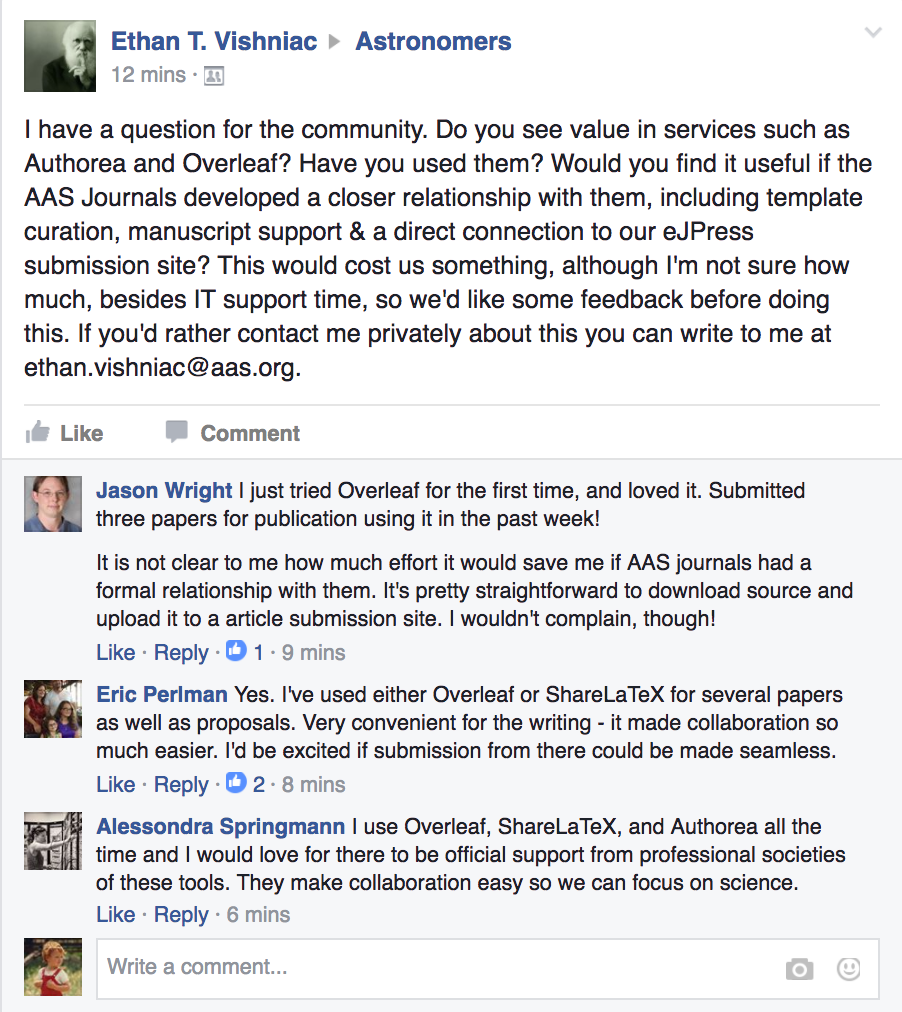 Ethan T. Vishniac ▶ Astronomers
12 mins ·
I have a question for the community. Do you see value in services such as
Authorea and Overleaf? Have you used them? Would you find it useful if the
AAS Journals developed a closer relationship with them, including template
curation, manuscript support & a direct connection to our eJPress
submission site? This would cost us something, although I'm not sure how
much, besides IT support time, so we'd like some feedback before doing
this. If you'd rather contact me privately about this you can write to me at
ethan.vishniac@aas.org.
Like Comment
Jason Wright I just tried Overleaf for the first time, and loved it. Submitted
three papers for publication using it in the past week!
It is not clear to me how much effort it would save me if AAS journals had a
formal relationship with them. It's pretty straightforward to download source and
upload it to a article submission site. I wouldn't complain, though!
Like · Reply · 1 · 9 mins
Eric Perlman Yes. I've used either Overleaf or ShareLaTeX for several papers
as well as proposals. Very convenient for the writing - it made collaboration so
much easier. I'd be excited if submission from there could be made seamless.
Like · Reply · 2 · 8 mins
Alessondra Springmann I use Overleaf, ShareLaTeX, and Authorea all the
time and I would love for there to be official support from professional societies
of these tools. They make collaboration easy so we can focus on science.
Like · Reply · 6 mins
Write a comment...